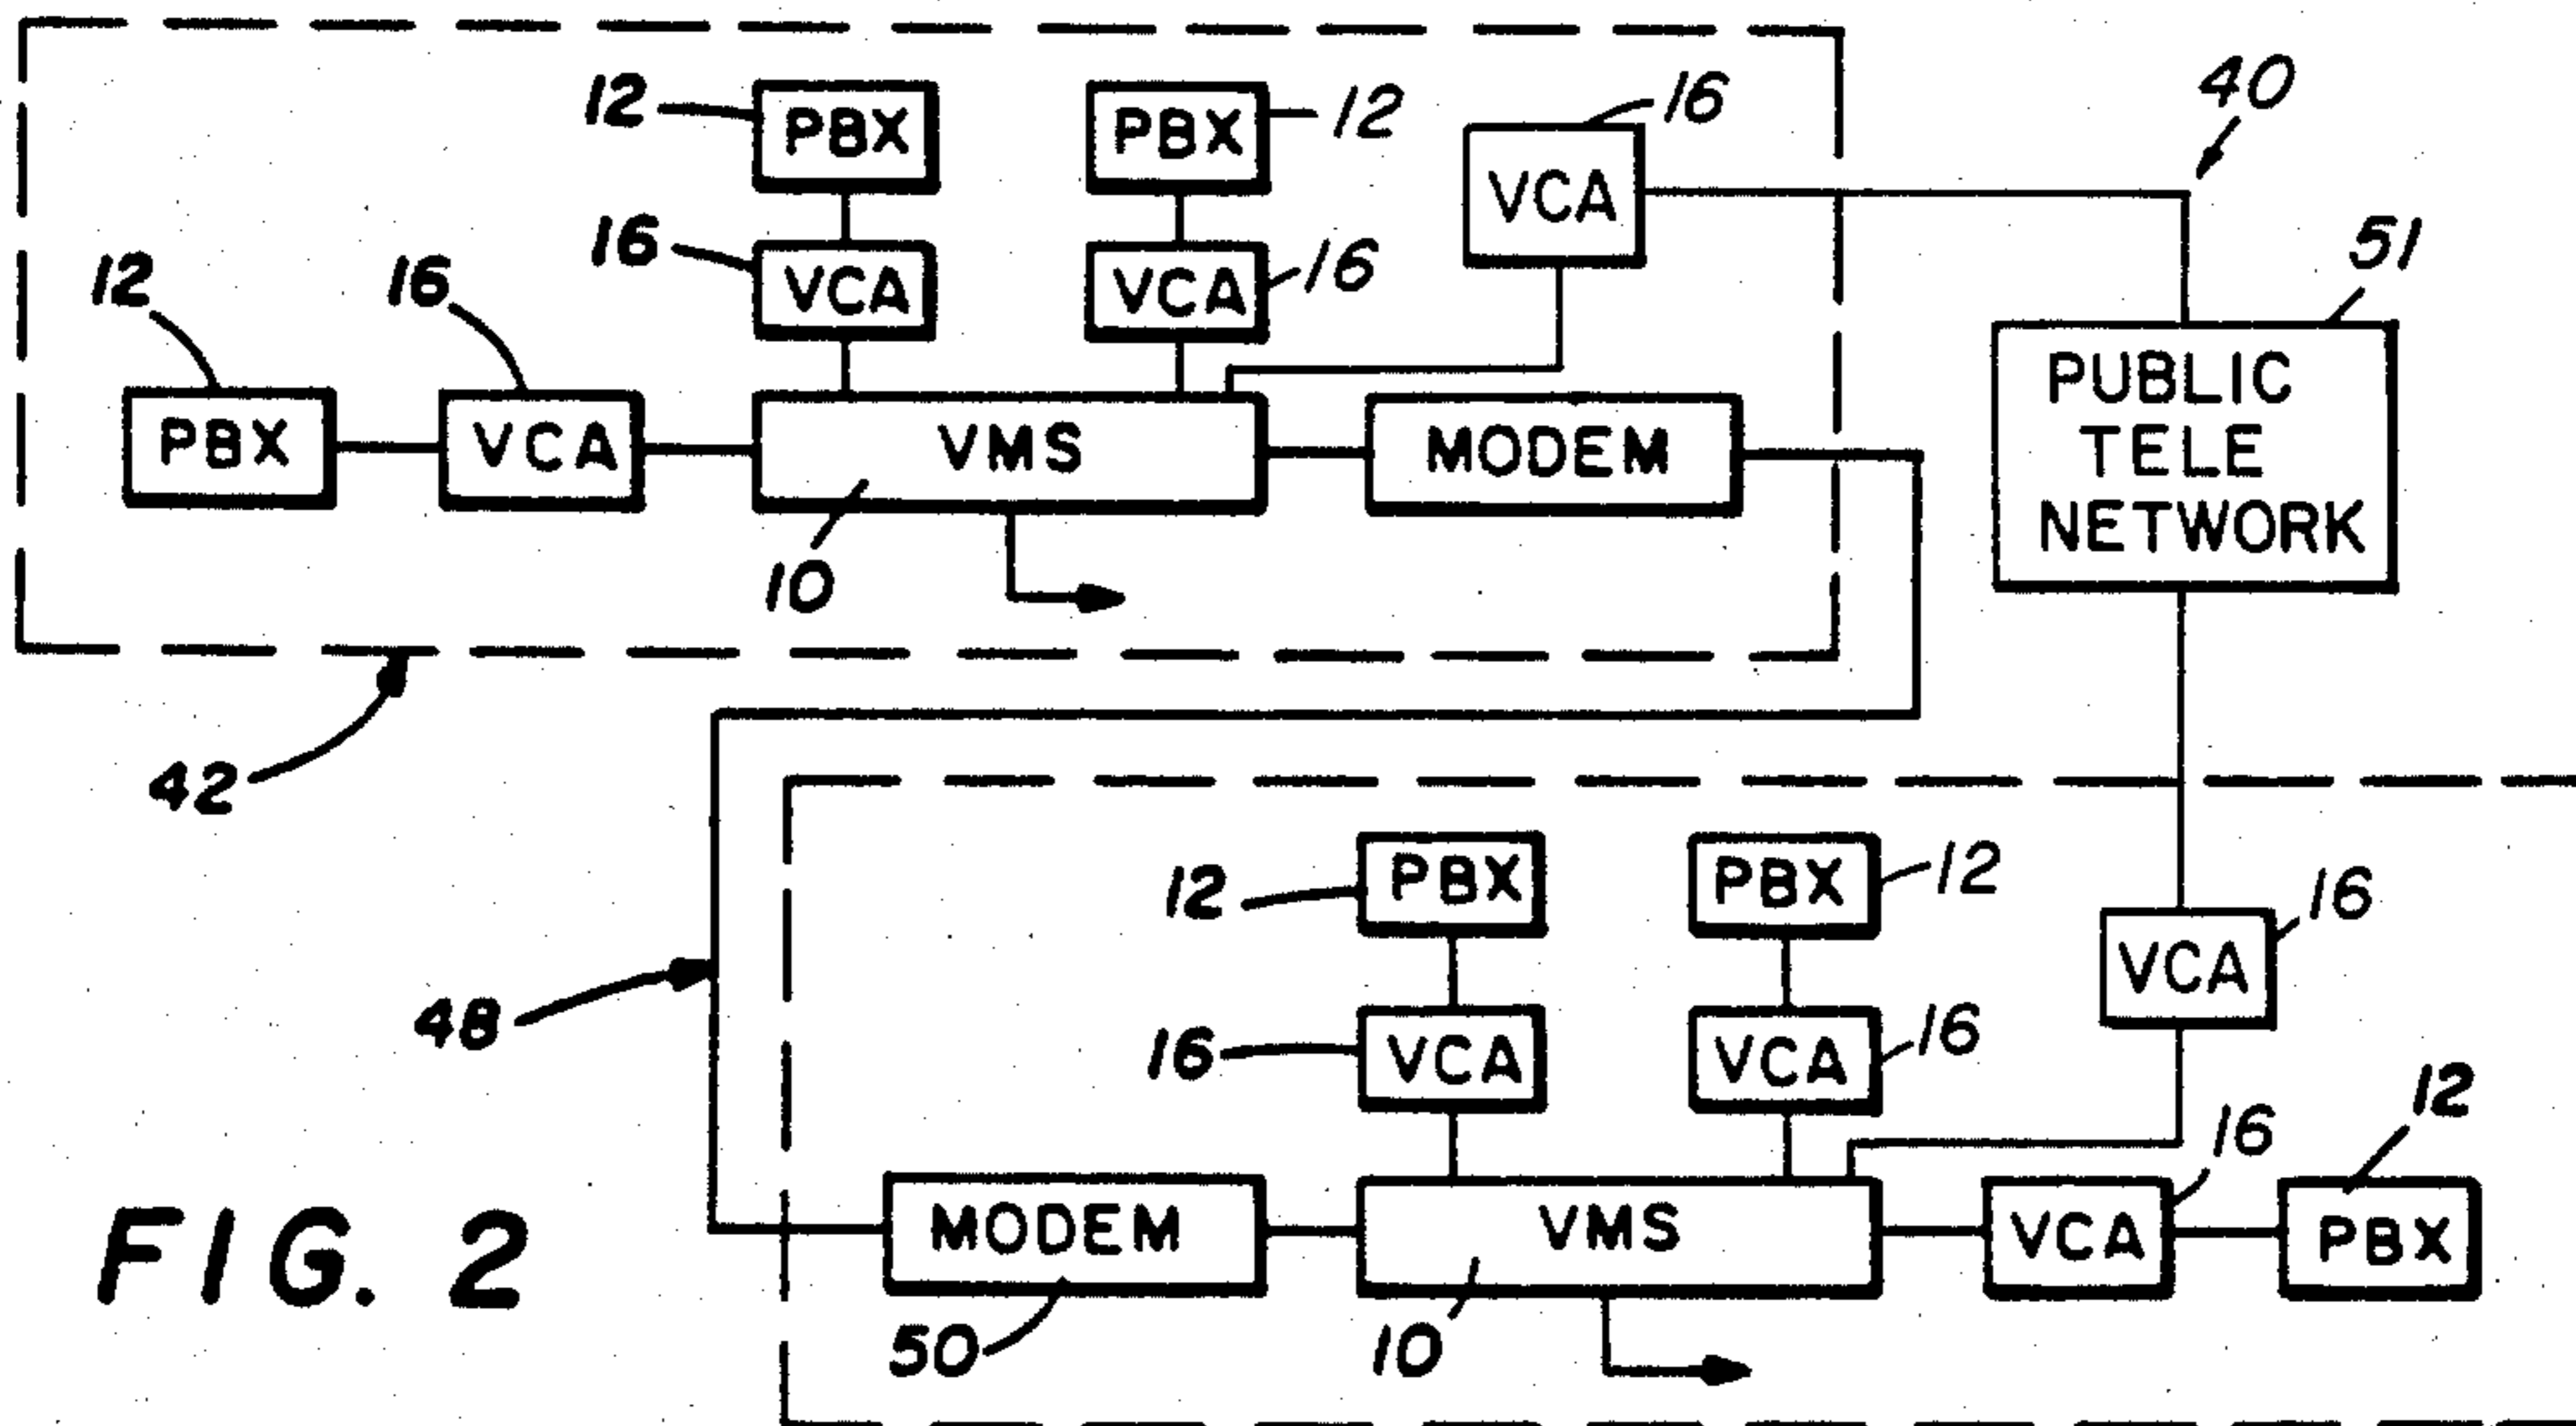 40
12
PBX
PBX
12
16
VCA
16
VCA
VCA
16
51
12
16
PBX
VCA
VMS
MODEM
PUBLIC
TELE
NETWORK
10
42
12
PBX
PBX
12
16
VCA
48
16
VCA
VCA
16
16
12
MODEM
VMS
VCA
PBX
50
10
FIG. 2